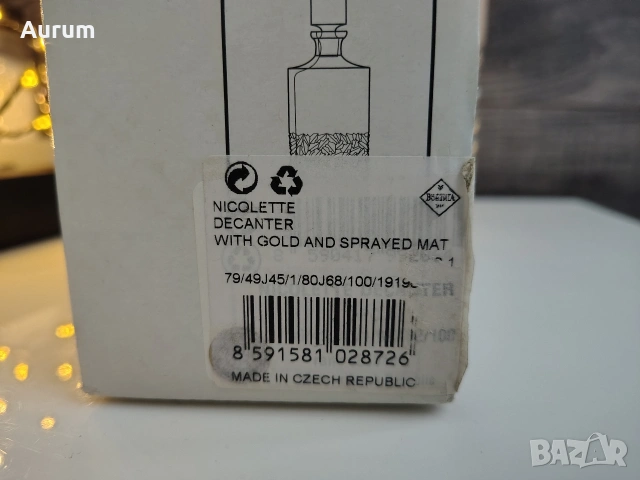 Aurum
BOHEMIA
NICOLETTE
DECANTER
WITH GOLD AND SPRAYED MAT
79/49J45/1/80J68/100/1919
8 591581 028726
MADE IN CZECH REPUBLIC
BAZAR